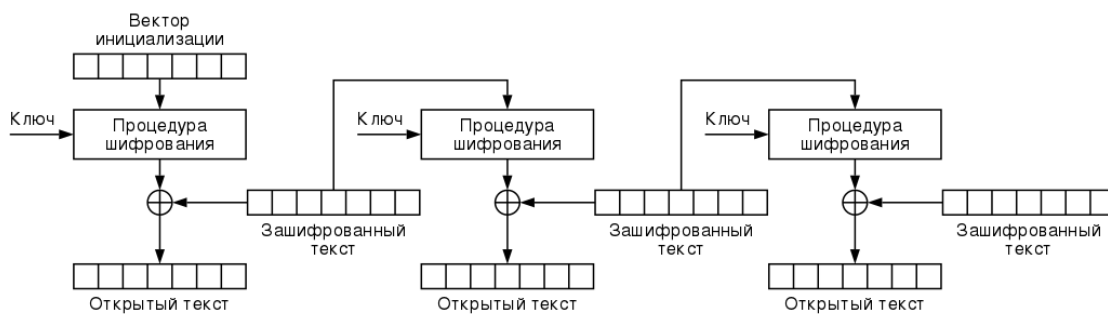 Вектор
инициализации
Ключ
Процедура
шифрования
Ключ
Процедура
шифрования
Ключ
Процедура
шифрования
Зашифрованный
текст
Зашифрованный
текст
Зашифрованный
текст
Открытый текст
Открытый текст
Открытый текст